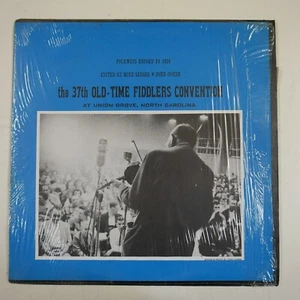 FOLKWAYS RECORDS FA 2434
EDITED BY MIKE SEEGER & JOHN COHEN
the 37th OLD-TIME FIDDLERS CONVENTION
AT UNION GROVE, NORTH CAROLINA